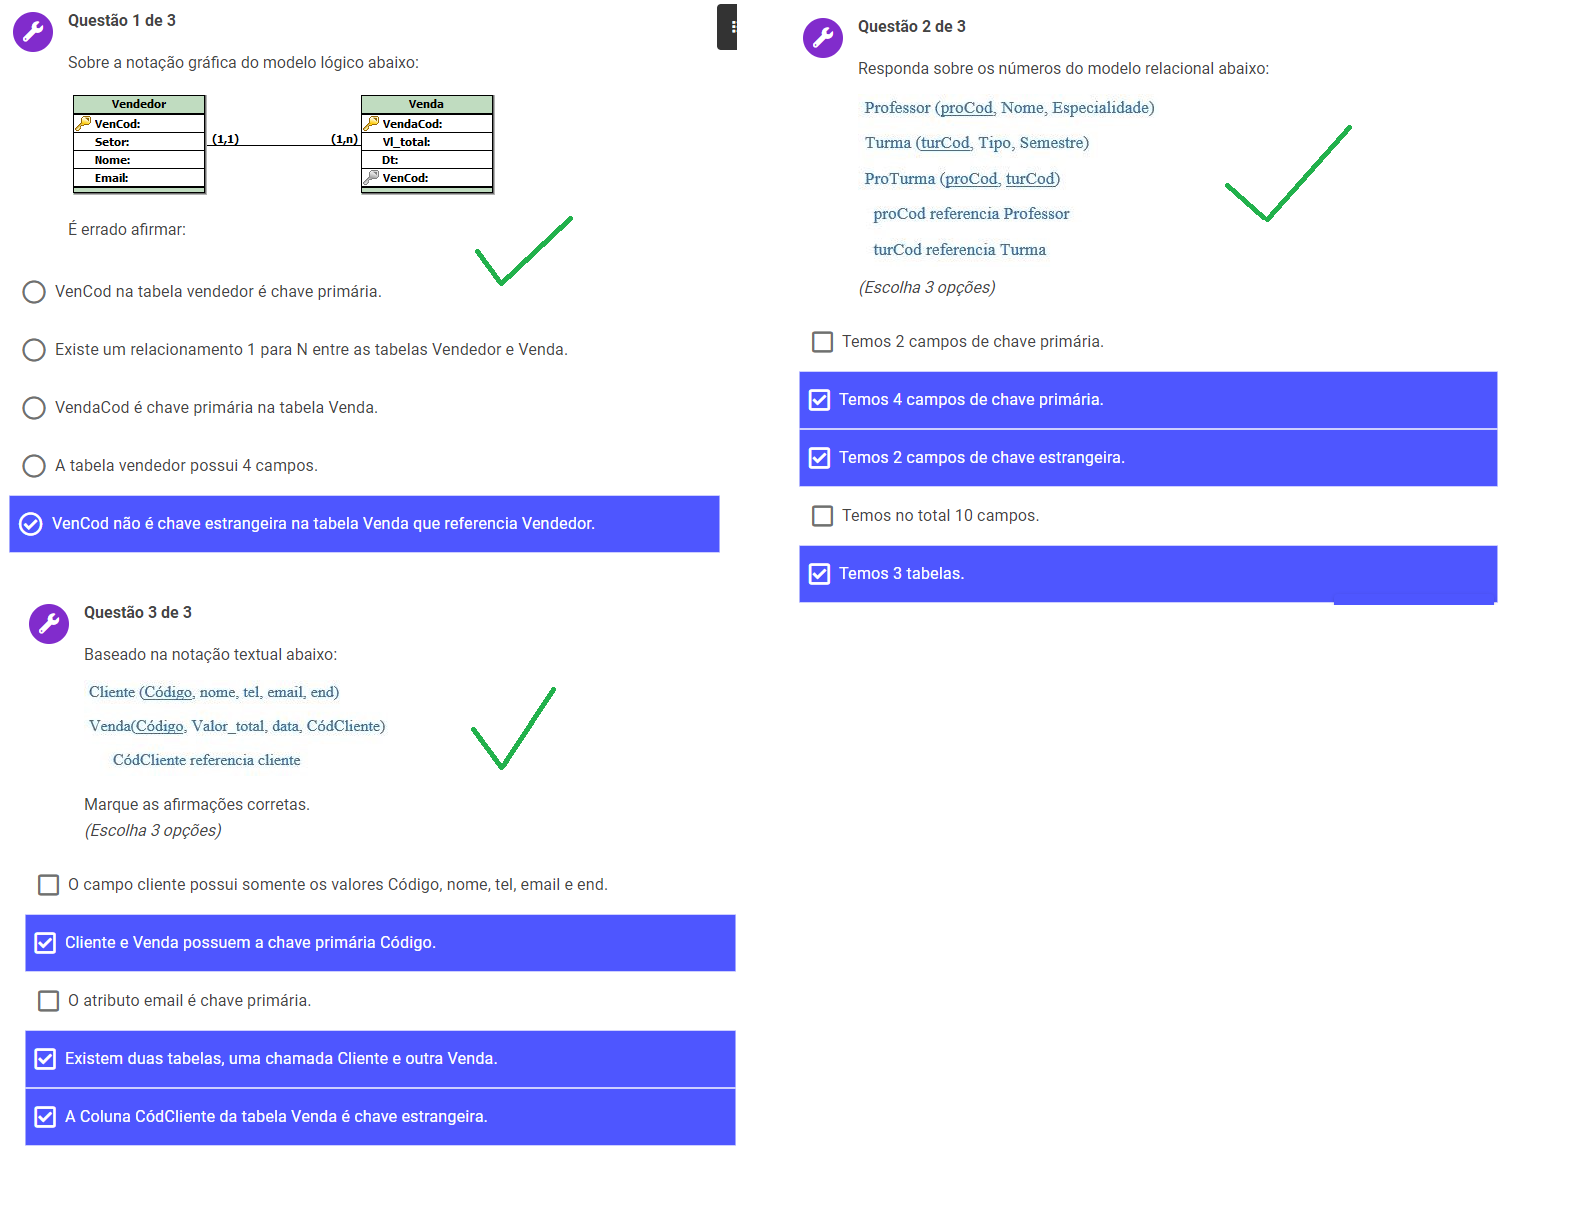 Questão 1 de 3
Sobre a notação gráfica do modelo lógico abaixo:
Vendedor
VenCod:
Setor:
Nome:
Email:
(1,1)
(1,n)
Venda
VendaCod:
Vl_total:
Dt:
VenCod:
É errado afirmar:
VenCod na tabela vendedor é chave primária.
Existe um relacionamento 1 para N entre as tabelas Vendedor e Venda.
VendaCod é chave primária na tabela Venda.
A tabela vendedor possui 4 campos.
VenCod não é chave estrangeira na tabela Venda que referencia Vendedor.
Questão 2 de 3
Responda sobre os números do modelo relacional abaixo:
Professor (proCod, Nome, Especialidade)
Turma (turCod, Tipo, Semestre)
ProTurma (proCod, turCod)
proCod referencia Professor
turCod referencia Turma
(Escolha 3 opções)
Temos 2 campos de chave primária.
Temos 4 campos de chave primária.
Temos 2 campos de chave estrangeira.
Temos no total 10 campos.
Temos 3 tabelas.
Questão 3 de 3
Baseado na notação textual abaixo:
Cliente (Código, nome, tel, email, end)
Venda(Código, Valor_total, data, CódCliente)
CódCliente referencia cliente
Marque as afirmações corretas.
(Escolha 3 opções)
O campo cliente possui somente os valores Código, nome, tel, email e end.
Cliente e Venda possuem a chave primária Código.
O atributo email é chave primária.
Existem duas tabelas, uma chamada Cliente e outra Venda.
A Coluna CódCliente da tabela Venda é chave estrangeira.